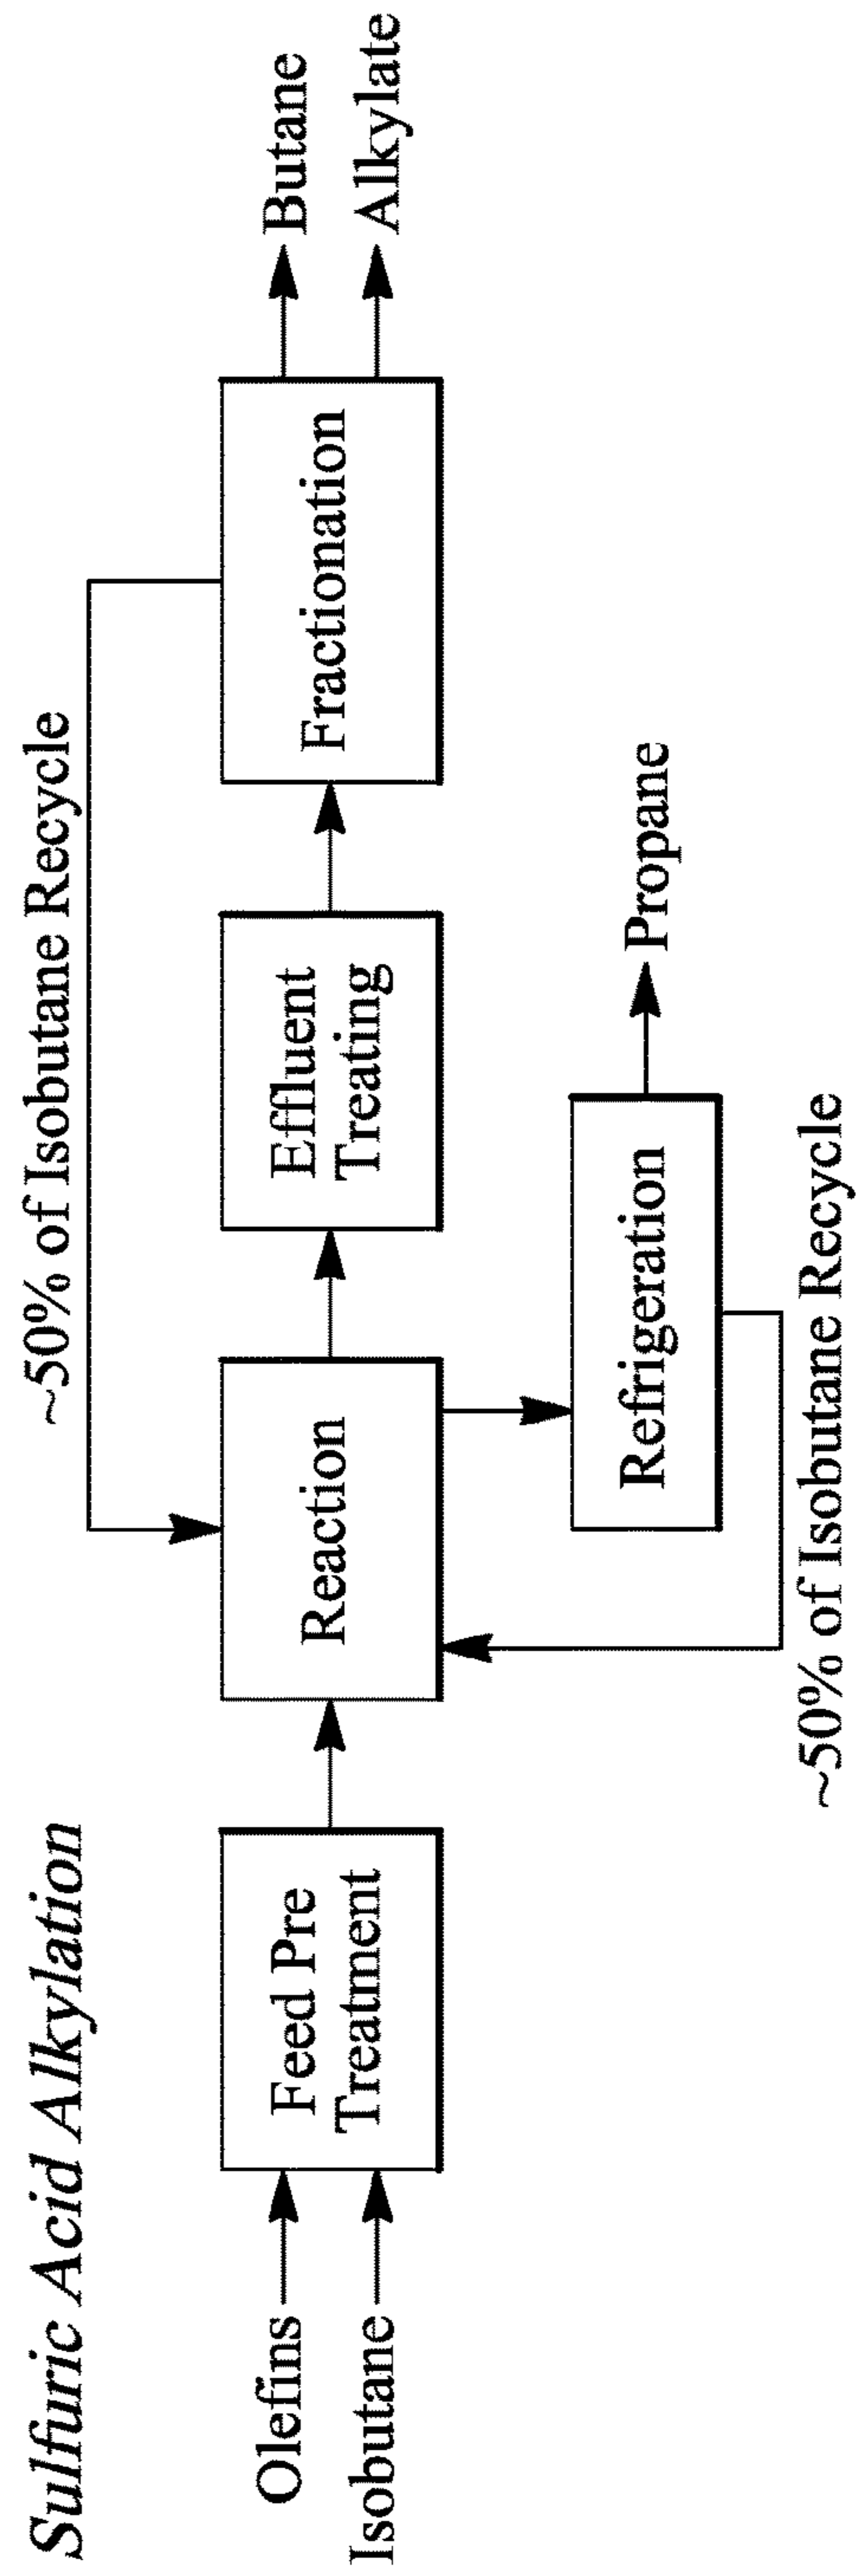 Sulfuric Acid Alkylation
~50% of Isobutane Recycle
Olefins
Isobutane
Feed Pre
Treatment
Reaction
Effluent
Treating
Fractionation
Butane
Alkylate
Refrigeration
Propane
~50% of Isobutane Recycle